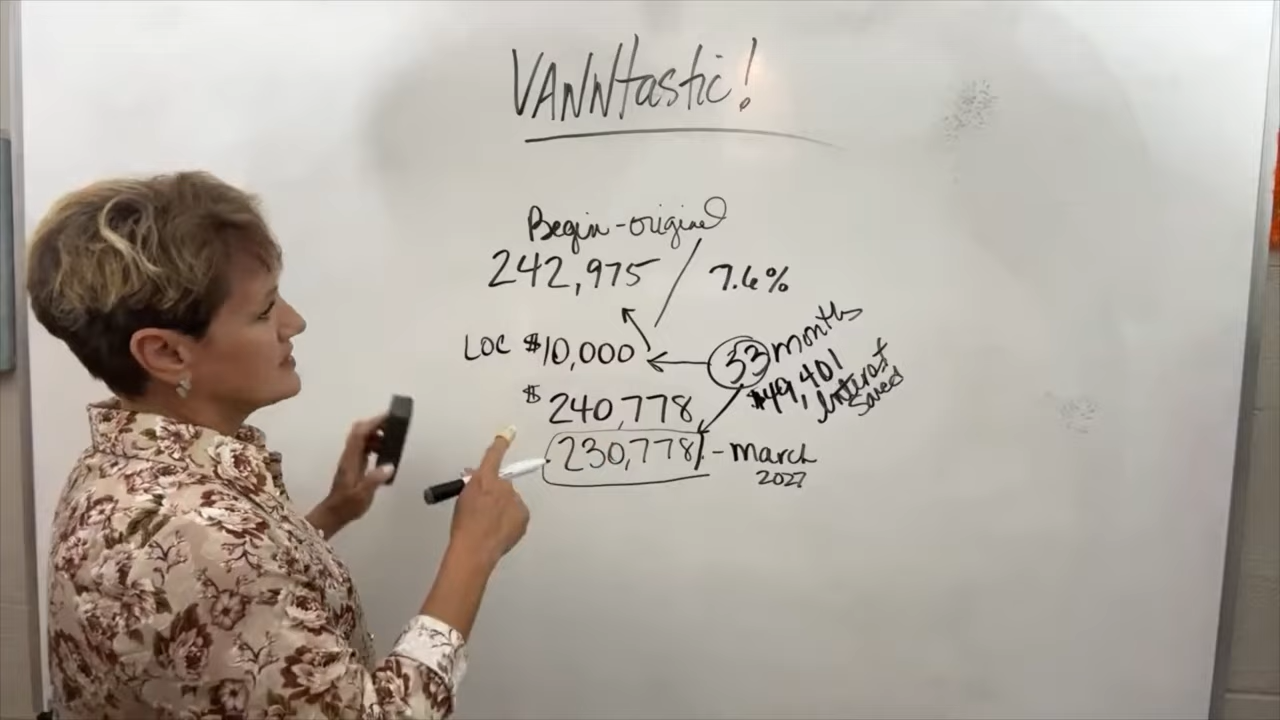 VANNtastic!
Begin-original
242,975
7.6%
LOC $10,000
53 months
$49,401
interest
saved
$ 240,778
230,778 - March
2027